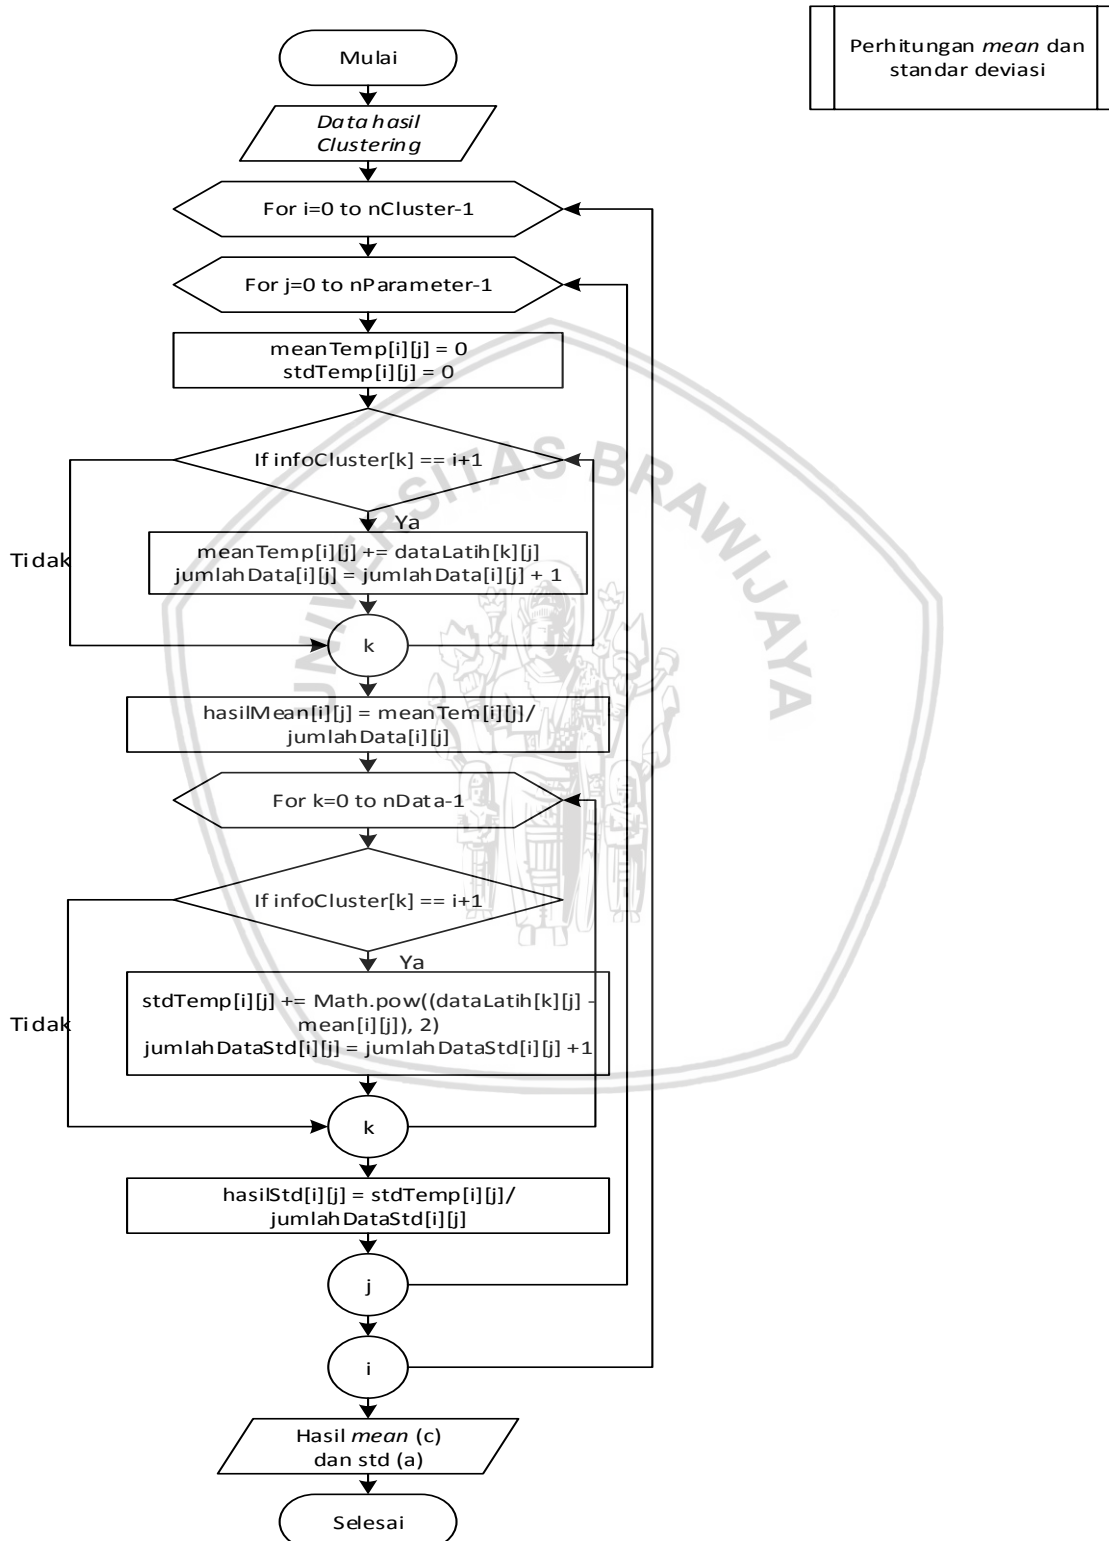 Perhitungan mean dan
standar deviasi
Mulai
Data hasil
Clustering
For i=0 to nCluster-1
For j=0 to nParameter-1
meanTemp[i][j] = 0
stdTemp[i][j] = 0
If infoCluster[k] == i+1
Ya
Tidak
meanTemp[i][j] += dataLatih[k][j]
jumlahData[i][j] = jumlahData[i][j] + 1
k
hasilMean[i][j] = meanTem[i][j]/
jumlahData[i][j]
For k=0 to nData-1
If infoCluster[k] == i+1
Ya
Tidak
stdTemp[i][j] += Math.pow((dataLatih[k][j] -
mean[i][j]), 2)
jumlahDataStd[i][j] = jumlahDataStd[i][j] +1
k
hasilStd[i][j] = stdTemp[i][j]/
jumlahDataStd[i][j]
j
i
Hasil mean (c)
dan std (a)
Selesai
UNIVERSITAS BRAWIJAYA